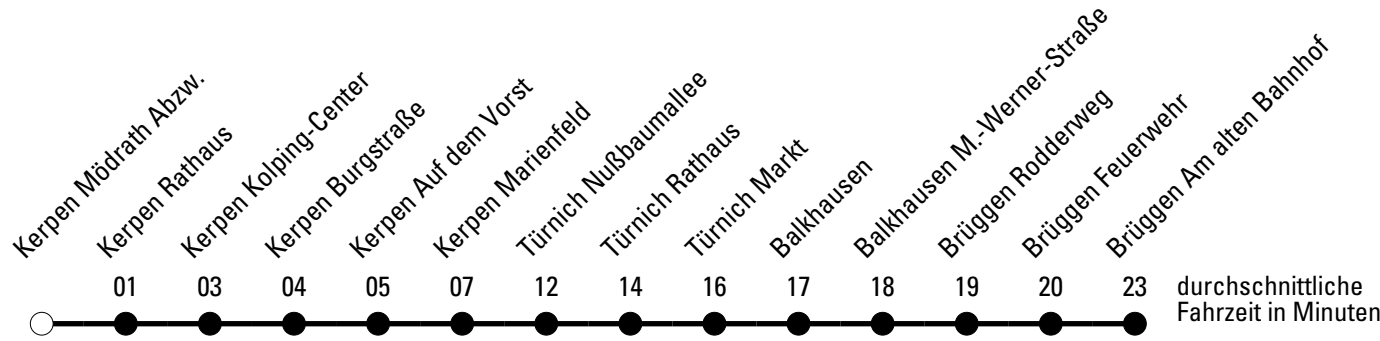 Kerpen Mödrath Abzw.
Kerpen Rathaus
Kerpen Kolping-Center
Kerpen Burgstraße
Kerpen Auf dem Vorst
Kerpen Marienfeld
Türnich Nußbaumallee
Türnich Rathaus
Türnich Markt
Balkhausen
Balkhausen M.-Werner-Straße
Brüggen Rodderweg
Brüggen Feuerwehr
Brüggen Am alten Bahnhof
01 03 04 05 07 12 14 16 17 18 19 20 23 durchschnittliche
Fahrzeit in Minuten